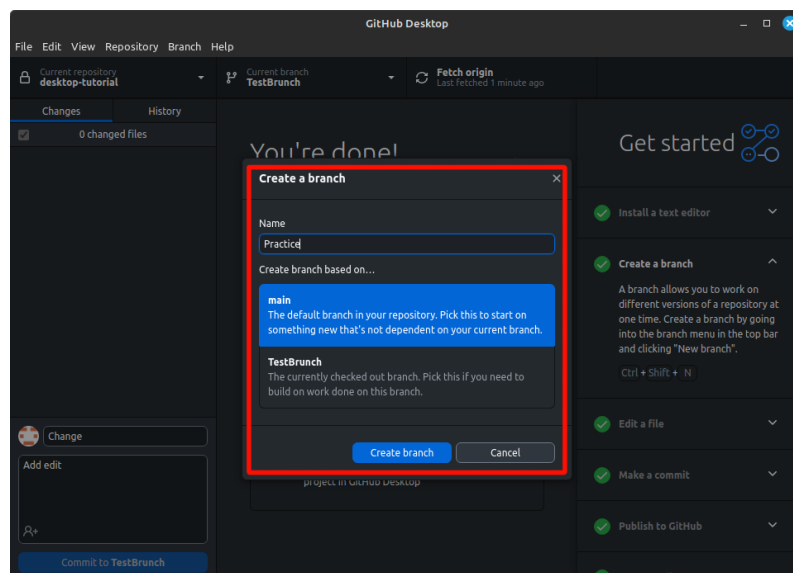 GitHub Desktop
File Edit View Repository Branch Help
Current repository
desktop-tutorial
Current branch
TestBrunch
Fetch origin
Last fetched 1 minute ago
Changes
History
0 changed files
You're done!
Get started
Create a branch
Name
Practice
Create branch based on…
main
The default branch in your repository. Pick this to start on
something new that's not dependent on your current branch.
TestBrunch
The currently checked out branch. Pick this if you need to
build on work done on this branch.
Create branch
Cancel
project in GitHub Desktop
Install a text editor
Create a branch
A branch allows you to work on
different versions of a repository at
one time. Create a branch by going
into the branch menu in the top bar
and clicking "New branch".
Ctrl + Shift + N
Edit a file
Make a commit
Publish to GitHub
Change
Add edit
Commit to TestBrunch